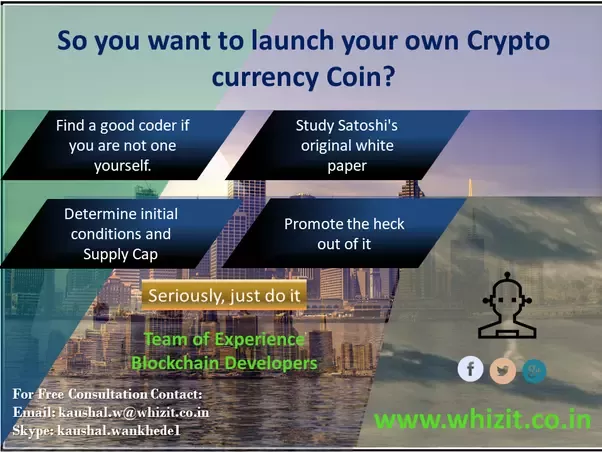 So you want to launch your own Crypto
currency Coin?
Find a good coder if
you are not one
yourself.
Study Satoshi's
original white
paper
Determine initial
conditions and
Supply Cap
Promote the heck
out of it
Seriously, just do it
Team of Experience
Blockchain Developers
For Free Consultation Contact:
Email: kaushal.w@whizit.co.in
Skype: kaushal.wankhede1
f
g+
www.whizit.co.in